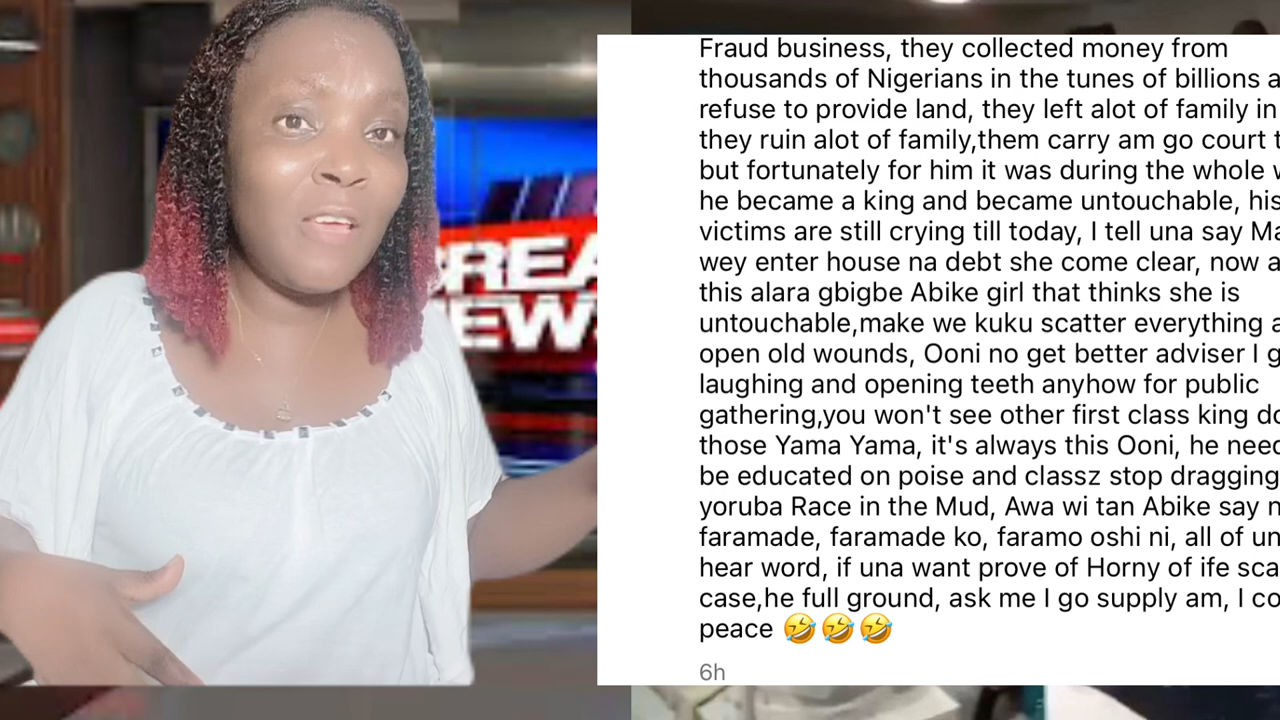 BREA
NEWS
Fraud business, they collected money from
thousands of Nigerians in the tunes of billions a
refuse to provide land, they left alot of family in
they ruin alot of family,them carry am go court t
but fortunately for him it was during the whole w
he became a king and became untouchable, his
victims are still crying till today, I tell una say Ma
wey enter house na debt she come clear, now a
this alara gbigbe Abike girl that thinks she is
untouchable,make we kuku scatter everything a
open old wounds, Ooni no get better adviser I g
laughing and opening teeth anyhow for public
gathering,you won't see other first class king do
those Yama Yama, it's always this Ooni, he need
be educated on poise and classz stop dragging
yoruba Race in the Mud, Awa wi tan Abike say n
faramade, faramade ko, faramo oshi ni, all of un
hear word, if una want prove of Horny of ife sca
case,he full ground, ask me I go supply am, I co
peace 🤣🤣🤣
6h